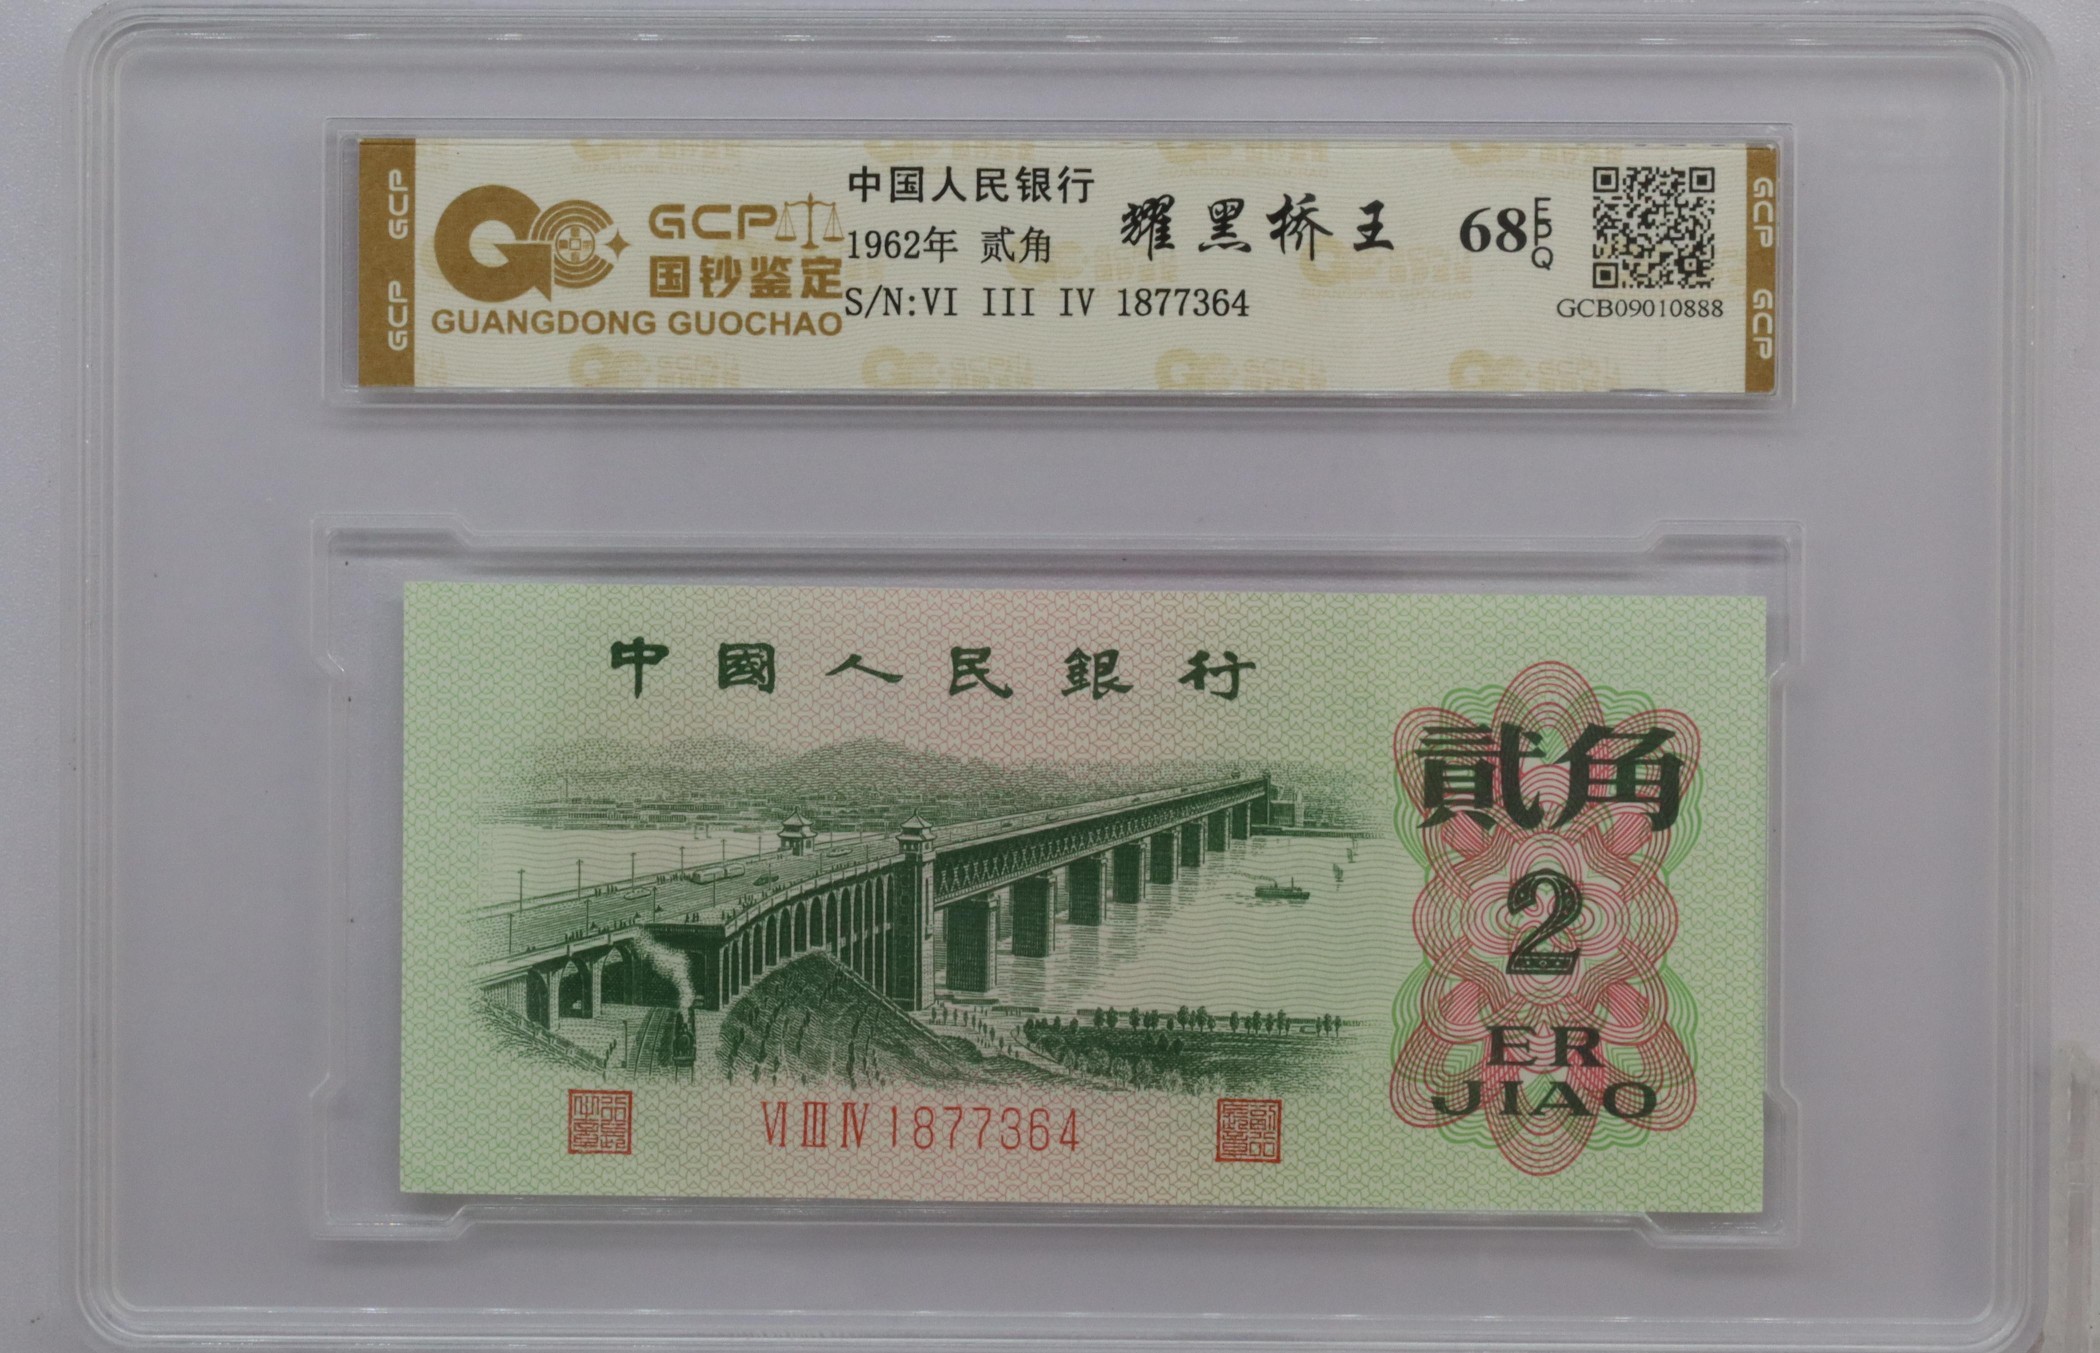 GCP
GCP
GCP
国钞鉴定
GUANGDONG GUOCHAO
中国人民银行
1962年 贰角
S/N:VI III IV 1877364
耀黑桥王
68 EPQ
GCB09010888
GCP
GCP
中國人民銀行
貳角
2
ER
JIAO
VI III IV 1877364